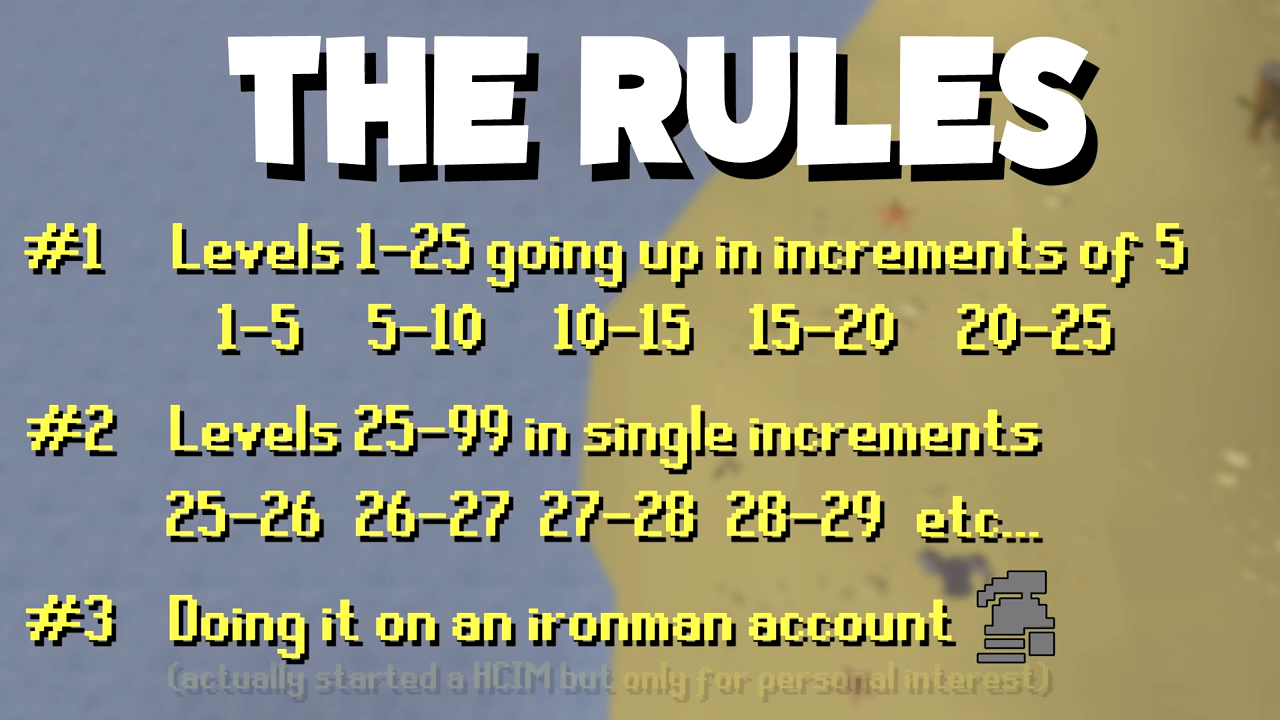 THE RULES
#1 Levels 1-25 going up in increments of 5
1-5 5-10 10-15 15-20 20-25
#2 Levels 25-99 in single increments
25-26 26-27 27-28 28-29 etc...
#3 Doing it on an ironman account
(actually started a HCIM but only for personal interest)